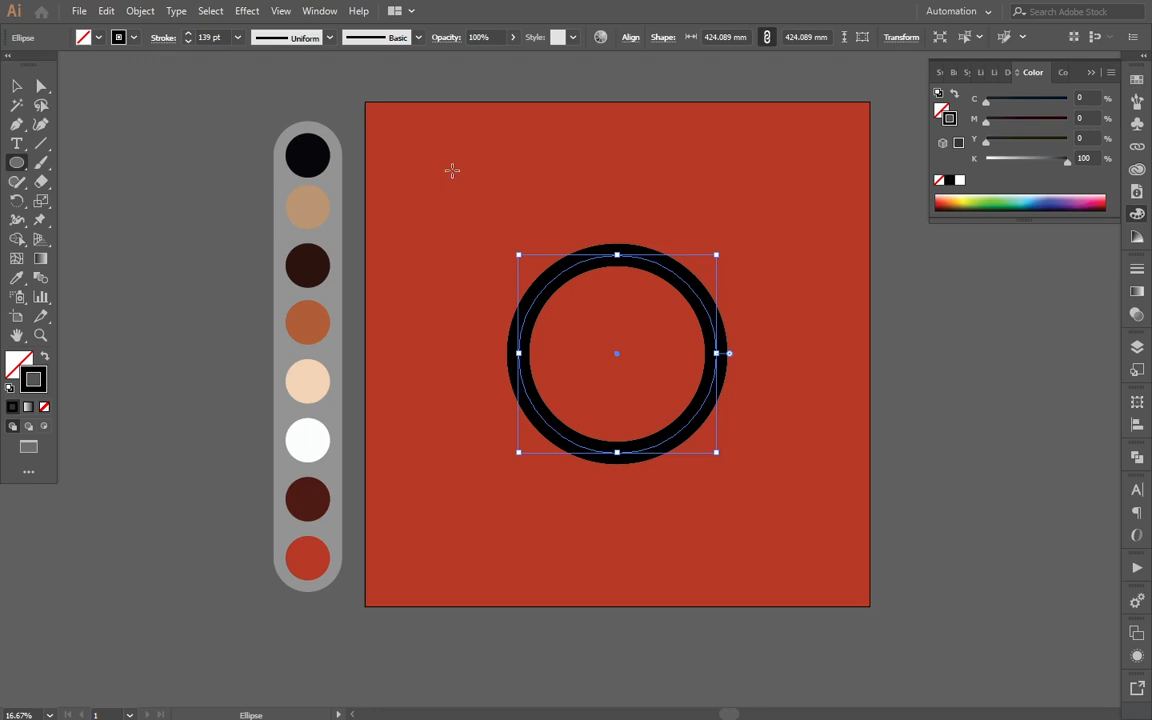 Ai File Edit Object Type Select Effect View Window Help Automation Search Adobe Stock
Ellipse Stroke: 139 pt Uniform Basic Opacity: 100% Style: Align Shape: 424.089 mm 424.089 mm Transform
Color Co
C 0 %
M 0 %
Y 0 %
K 100 %
16.67% 1 Ellipse